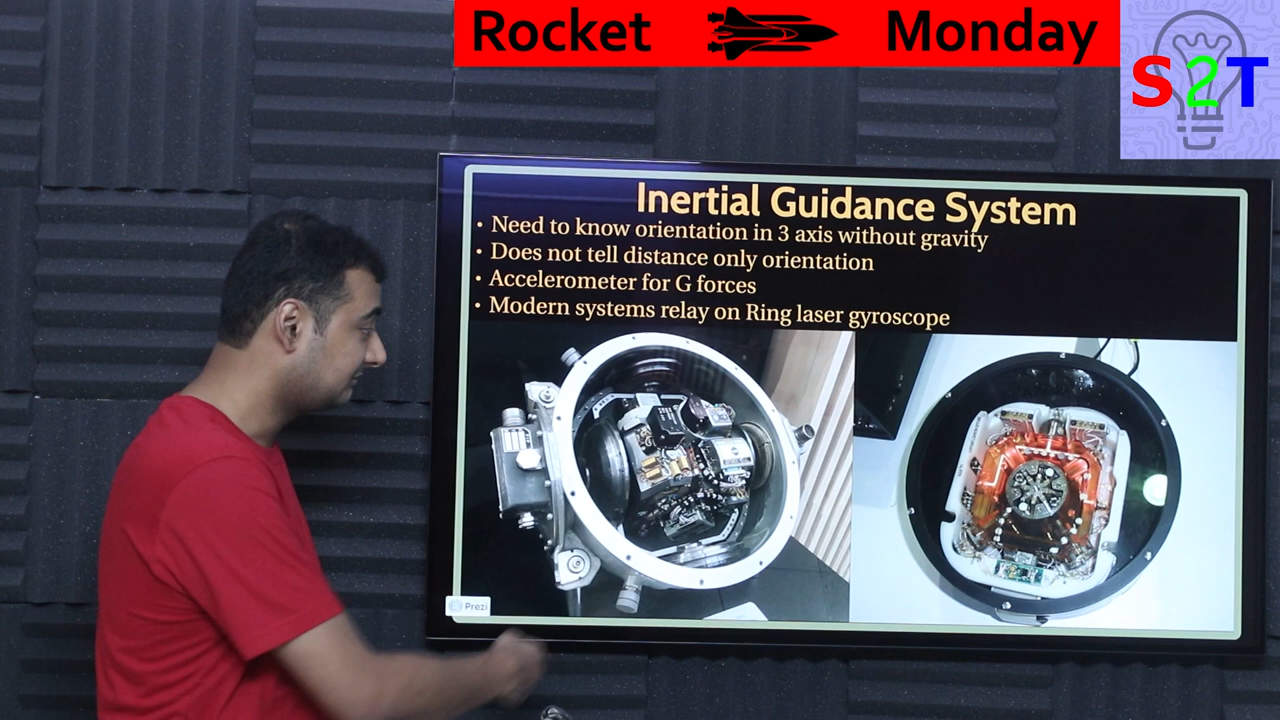 Rocket Monday
S2T
Inertial Guidance System
• Need to know orientation in 3 axis without gravity
• Does not tell distance only orientation
• Accelerometer for G forces
• Modern systems relay on Ring laser gyroscope
Prezi